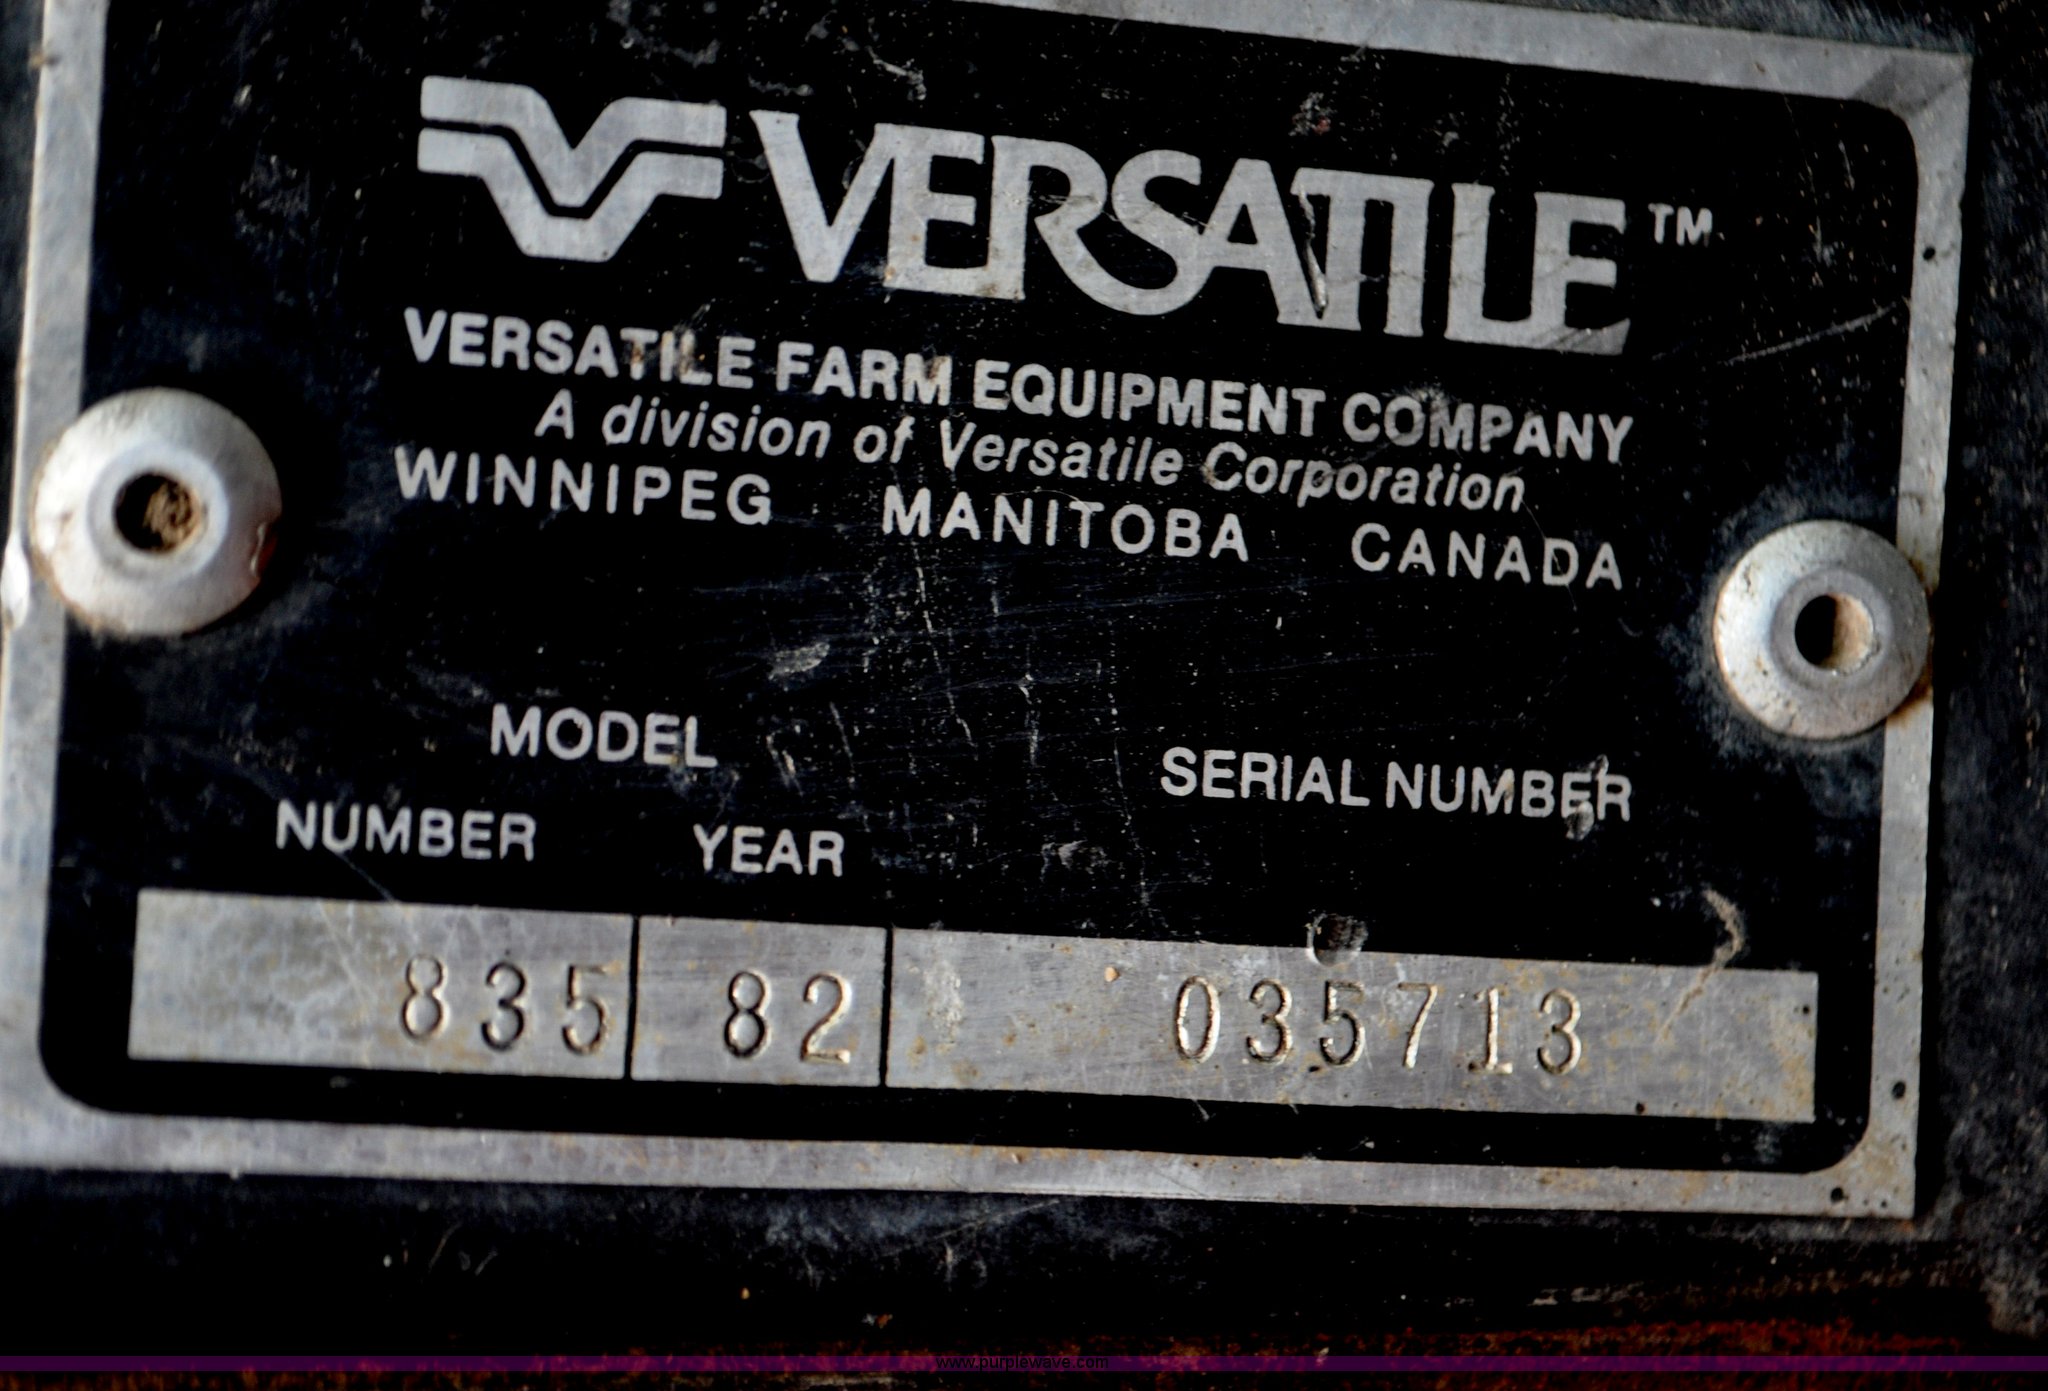 VERSATILE™
VERSATILE FARM EQUIPMENT COMPANY
A division of Versatile Corporation
WINNIPEG MANITOBA CANADA
MODEL
NUMBER YEAR SERIAL NUMBER
835 82 035713
www.purplewave.com